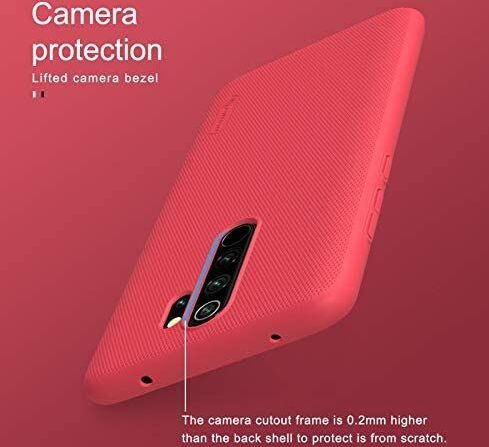 Camera
protection
Lifted camera bezel
The camera cutout frame is 0.2mm higher
than the back shell to protect is from scratch.